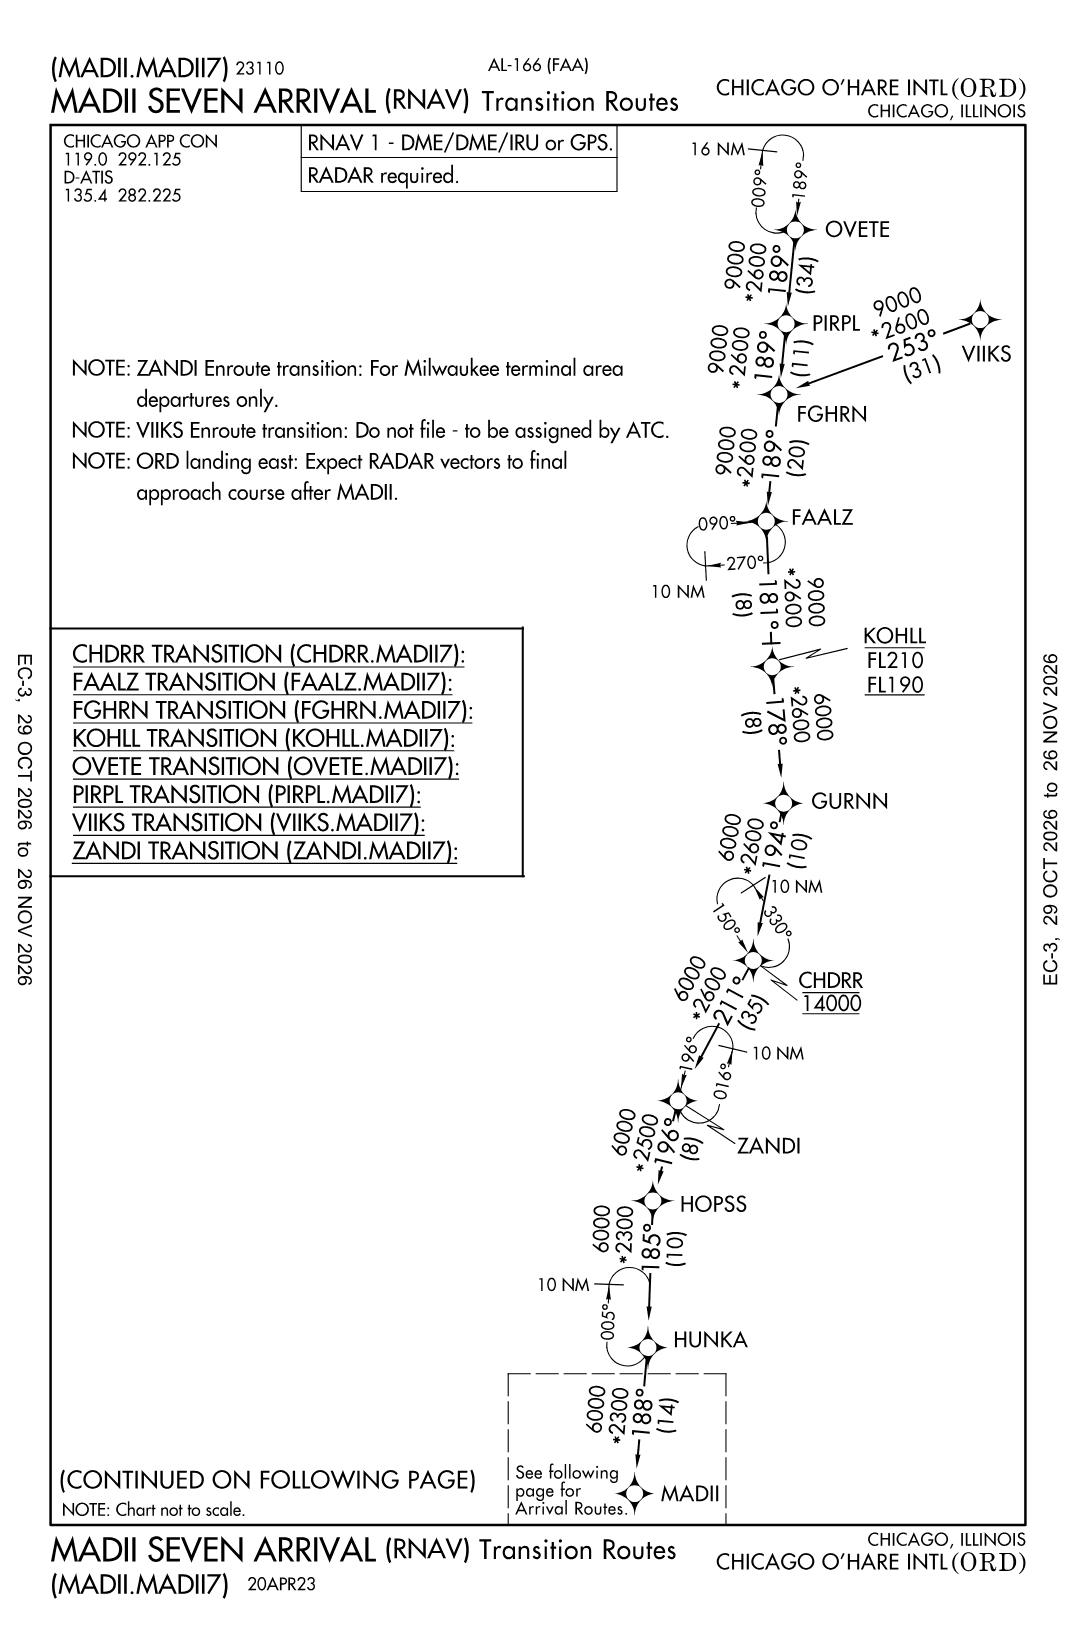 (MADII.MADII7) 23110
AL-166 (FAA)
MADII SEVEN ARRIVAL (RNAV) Transition Routes
CHICAGO O'HARE INTL (ORD)
CHICAGO, ILLINOIS
CHICAGO APP CON
119.0 292.125
D-ATIS
135.4 282.225
RNAV 1 - DME/DME/IRU or GPS.
RADAR required.
16 NM
009°
189°
OVETE
9000
*2600
189°
(34)
PIRPL
9000
*2600
253°
(31)
VIIKS
9000
*2600
189°
(11)
FGHRN
NOTE: ZANDI Enroute transition: For Milwaukee terminal area
departures only.
NOTE: VIIKS Enroute transition: Do not file - to be assigned by ATC.
NOTE: ORD landing east: Expect RADAR vectors to final
approach course after MADII.
9000
*2600
189°
(20)
FAALZ
090°
270°
10 NM
9000
*2600
181°
(8)
KOHLL
FL210
FL190
6000
*2600
178°
(8)
CHDRR TRANSITION (CHDRR.MADII7):
FAALZ TRANSITION (FAALZ.MADII7):
FGHRN TRANSITION (FGHRN.MADII7):
KOHLL TRANSITION (KOHLL.MADII7):
OVETE TRANSITION (OVETE.MADII7):
PIRPL TRANSITION (PIRPL.MADII7):
VIIKS TRANSITION (VIIKS.MADII7):
ZANDI TRANSITION (ZANDI.MADII7):
GURNN
6000
*2600
194°
(10)
10 NM
150°
330°
CHDRR
14000
6000
*2600
211°
(35)
10 NM
196°
016°
ZANDI
6000
*2500
196°
(8)
HOPSS
6000
*2300
185°
(10)
10 NM
005°
HUNKA
6000
*2300
188°
(14)
See following
page for
Arrival Routes.
MADII
(CONTINUED ON FOLLOWING PAGE)
NOTE: Chart not to scale.
EC-3, 29 OCT 2026 to 26 NOV 2026
EC-3, 29 OCT 2026 to 26 NOV 2026
MADII SEVEN ARRIVAL (RNAV) Transition Routes
(MADII.MADII7) 20APR23
CHICAGO, ILLINOIS
CHICAGO O'HARE INTL (ORD)